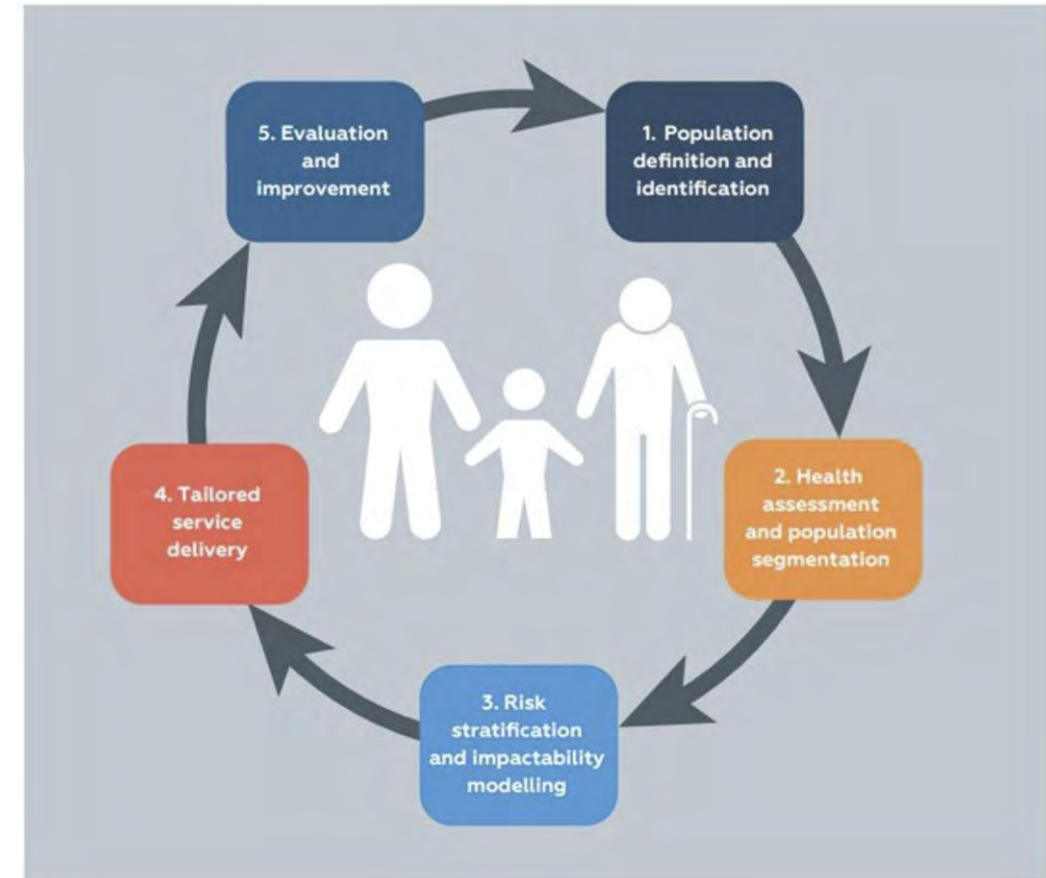 1. Population
definition and
identification
2. Health
assessment
and population
segmentation
3. Risk
stratification
and impactability
modelling
4. Tailored
service
delivery
5. Evaluation
and
improvement